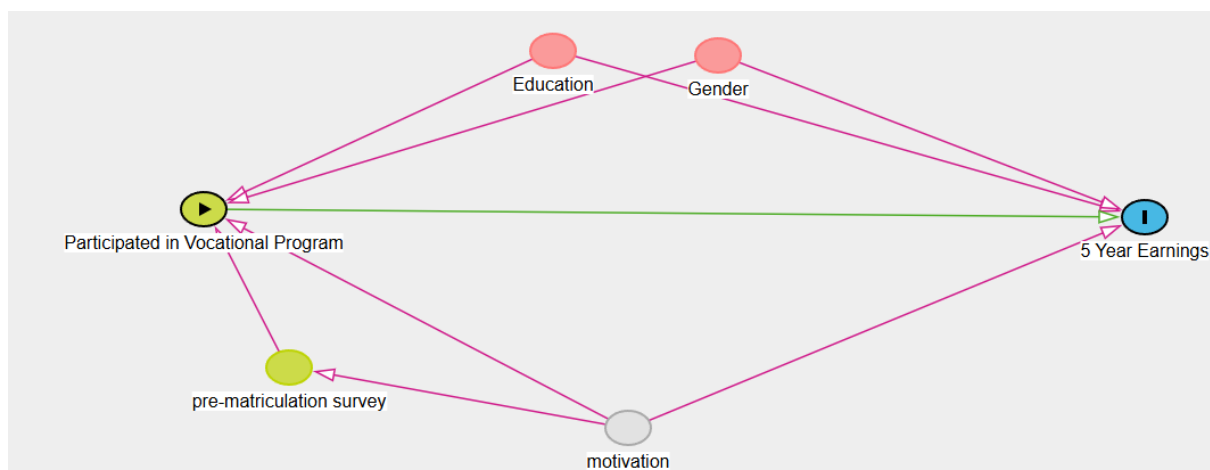 Education
Gender
Participated in Vocational Program
5 Year Earnings
pre-matriculation survey
motivation